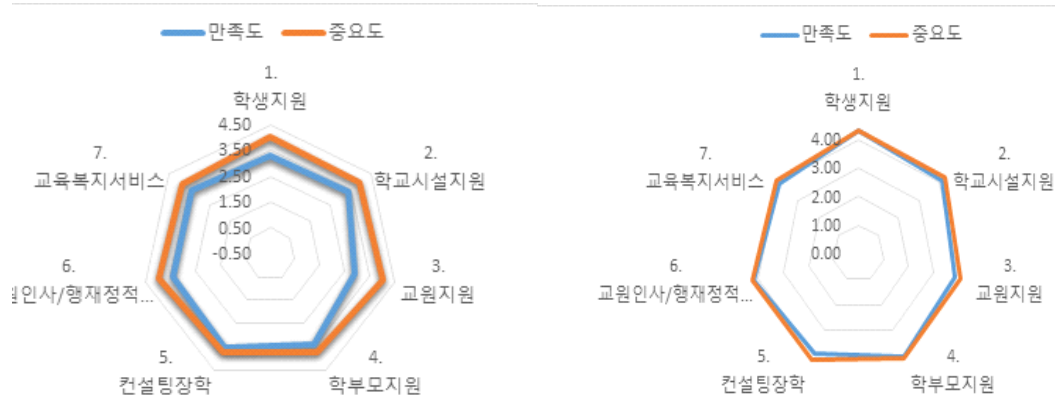 만족도 중요도
1.
학생지원
4.50
3.50
2.50
1.50
0.50
-0.50
2.
학교시설지원
3.
교원지원
4.
학부모지원
5.
컨설팅장학
6.
인사/행재정적...
7.
교육복지서비스
만족도 중요도
1.
학생지원
4.00
3.00
2.00
1.00
0.00
2.
학교시설지원
3.
교원지원
4.
학부모지원
5.
컨설팅장학
6.
교원인사/행재정적...
7.
교육복지서비스